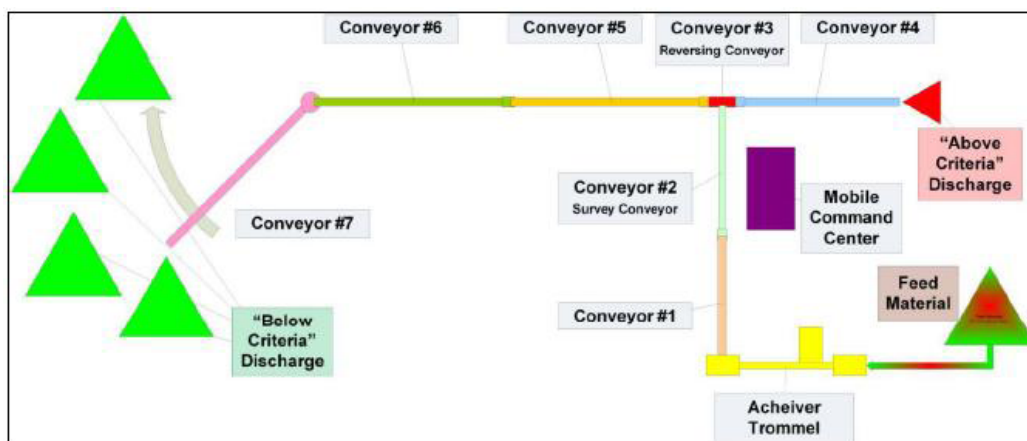 Conveyor #6
Conveyor #5
Conveyor #3
Reversing Conveyor
Conveyor #4
"Above
Criteria"
Discharge
Conveyor #2
Survey Conveyor
Mobile
Command
Center
Conveyor #7
Feed
Material
Conveyor #1
"Below
Criteria"
Discharge
Acheiver
Trommel